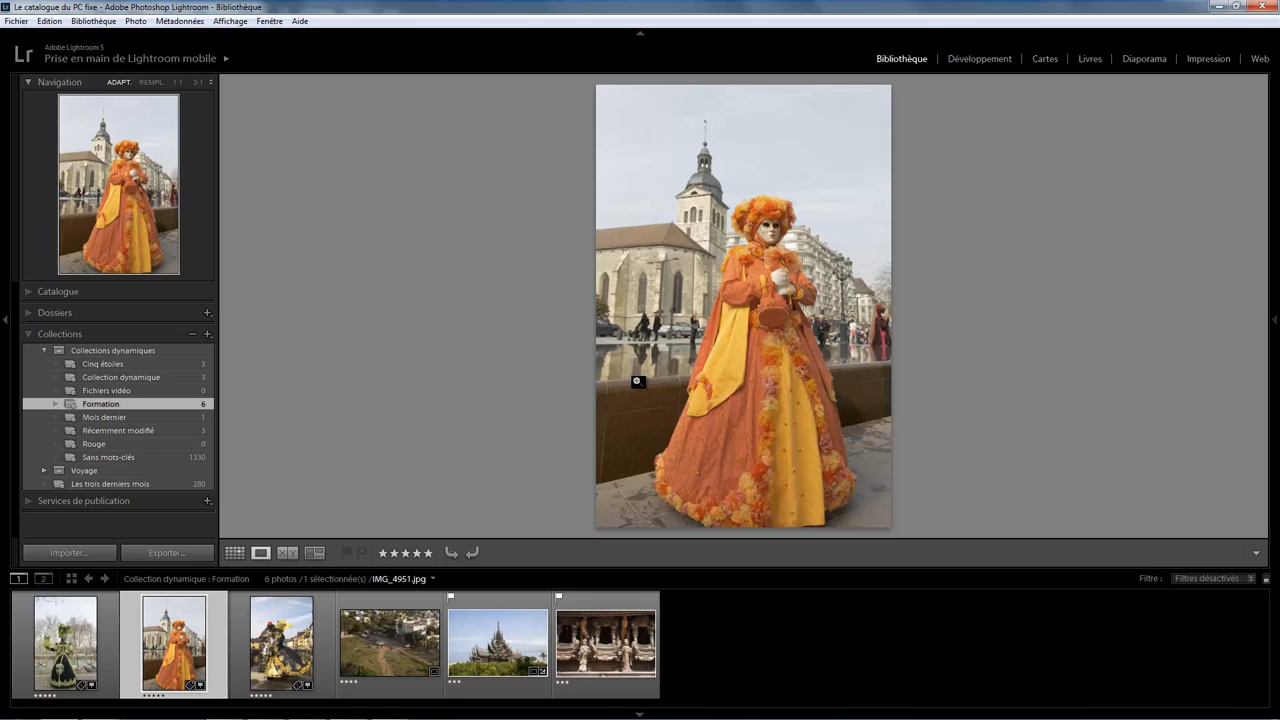 Le catalogue du PC fixe - Adobe Photoshop Lightroom - Bibliothèque
Fichier Edition Bibliothèque Photo Métadonnées Affichage Fenêtre Aide
Lr
Adobe Lightroom 5
Prise en main de Lightroom mobile
Bibliothèque Développement Cartes Livres Diaporama Impression Web
Navigation ADAPT. REMPL. 1:1 3:1
Catalogue
Dossiers
Collections
Collections dynamiques
Cinq étoiles 3
Collection dynamique 3
Fichiers vidéo 0
Formation 6
Mois dernier 1
Récemment modifié 3
Rouge 0
Sans mots-clés 1330
Voyage
Les trois derniers mois 280
Services de publication
Importer... Exporter...
X Y
1 2 Collection dynamique : Formation 6 photos /1 sélectionnée(s) /IMG_4951.jpg Filtre : Filtres désactivés